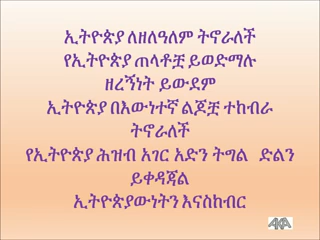 ኢትዮጵያ ለዘለዓለም ትኖራለች
የኢትዮጵያ ጠላቶቿ ይወድማሉ
ዘረኝነት ይውደም
ኢትዮጵያ በእውነተኛ ልጆቿ ተከብራ
ትኖራለች
የኢትዮጵያ ሕዝብ አገር አድን ትግል ድልን
ይቀዳጃል
ኢትዮጵያውነትን እናስከብር